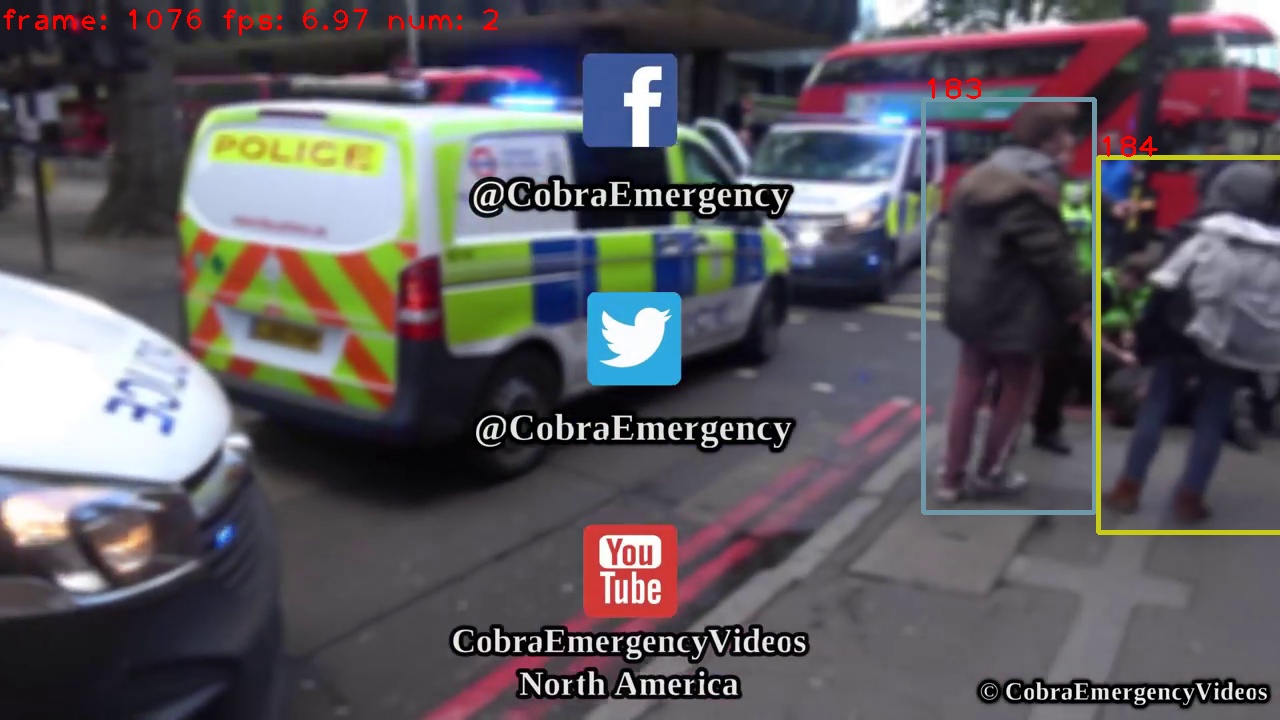 frame: 1076 fps: 6.97 num: 2
183
184
POLICE
POLICE
@CobraEmergency
@CobraEmergency
You
Tube
CobraEmergencyVideos
North America
© CobraEmergencyVideos